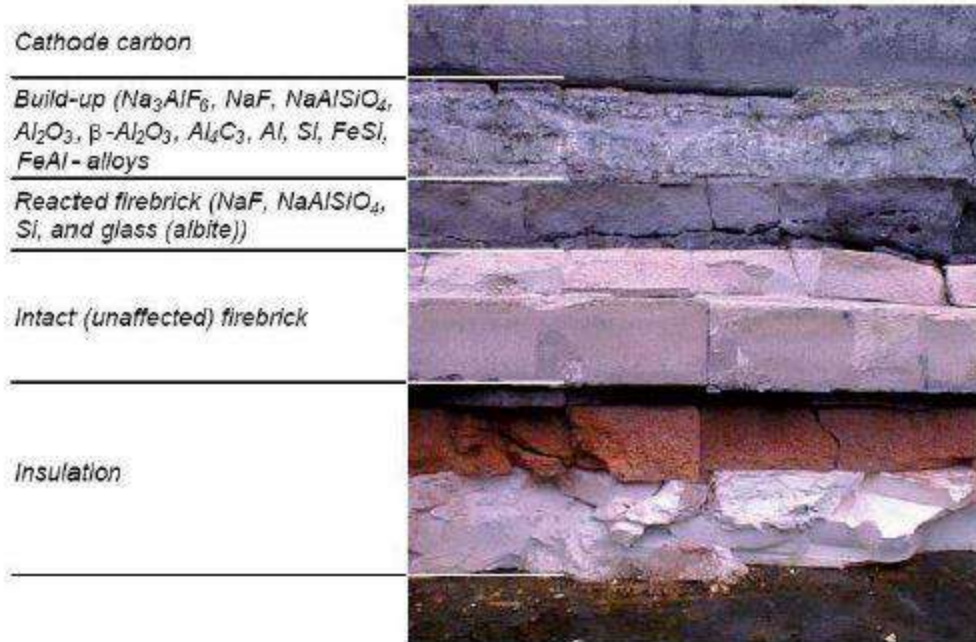 Cathode carbon
Build-up (Na₃AlF₆, NaF, NaAlSiO₄,
Al₂O₃, β-Al₂O₃, Al₄C₃, Al, Si, FeSi,
FeAl - alloys
Reacted firebrick (NaF, NaAlSiO₄,
Si, and glass (albite))
Intact (unaffected) firebrick
Insulation